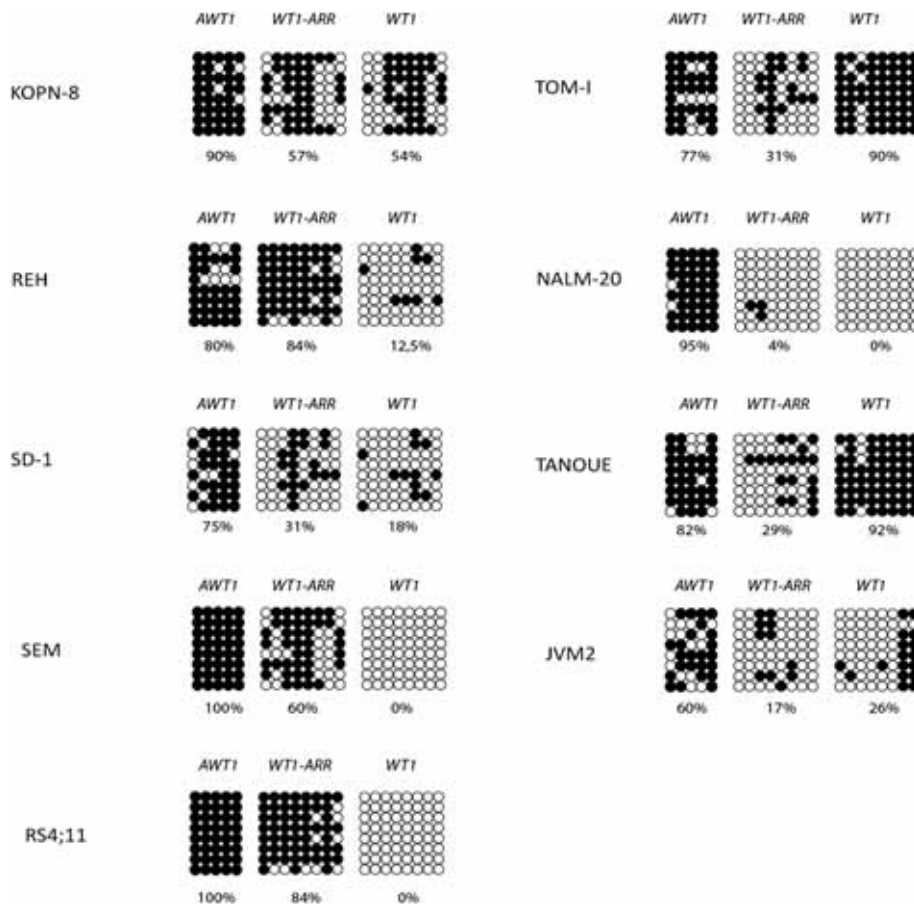 AWT1 WT1-ARR WT1
KOPN-8
90% 57% 54%
AWT1 WT1-ARR WT1
TOM-I
77% 31% 90%
AWT1 WT1-ARR WT1
REH
80% 84% 12,5%
AWT1 WT1-ARR WT1
NALM-20
95% 4% 0%
AWT1 WT1-ARR WT1
SD-1
75% 31% 18%
AWT1 WT1-ARR WT1
TANOUE
82% 29% 92%
AWT1 WT1-ARR WT1
SEM
100% 60% 0%
AWT1 WT1-ARR WT1
JVM2
60% 17% 26%
AWT1 WT1-ARR WT1
RS4;11
100% 84% 0%